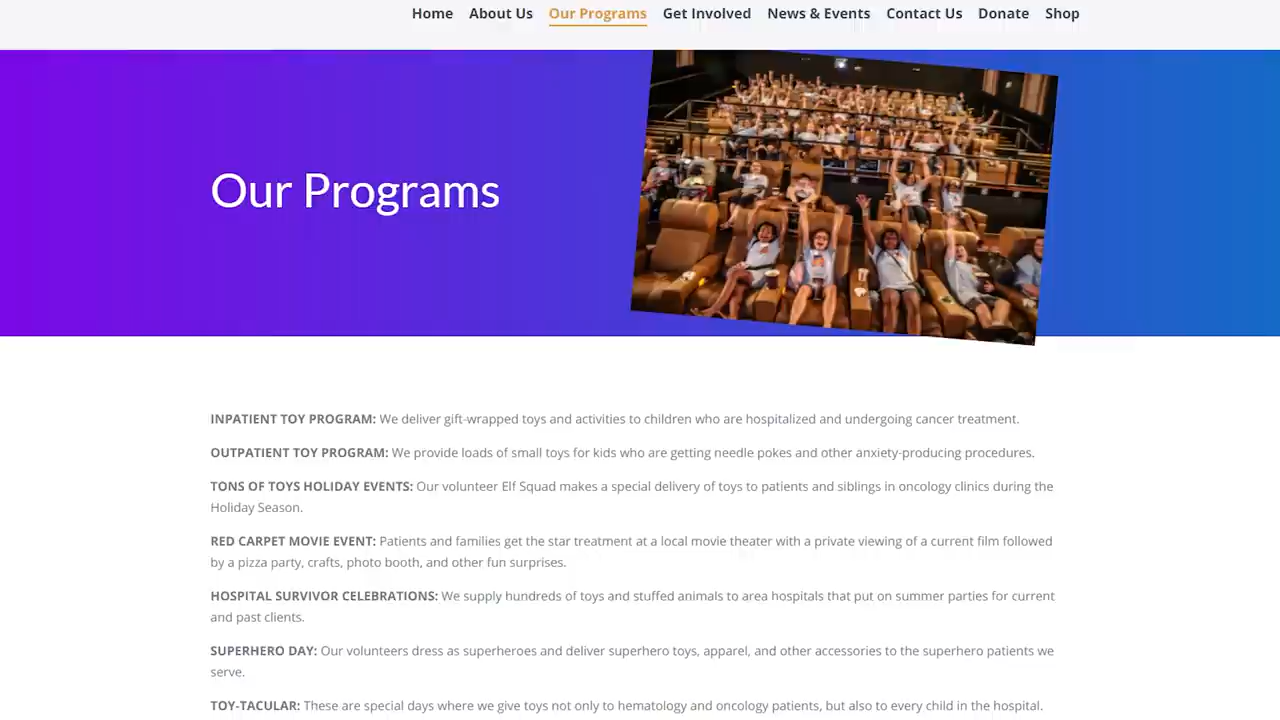 Home About Us Our Programs Get Involved News & Events Contact Us Donate Shop
Our Programs
INPATIENT TOY PROGRAM: We deliver gift-wrapped toys and activities to children who are hospitalized and undergoing cancer treatment.
OUTPATIENT TOY PROGRAM: We provide loads of small toys for kids who are getting needle pokes and other anxiety-producing procedures.
TONS OF TOYS HOLIDAY EVENTS: Our volunteer Elf Squad makes a special delivery of toys to patients and siblings in oncology clinics during the
Holiday Season.
RED CARPET MOVIE EVENT: Patients and families get the star treatment at a local movie theater with a private viewing of a current film followed
by a pizza party, crafts, photo booth, and other fun surprises.
HOSPITAL SURVIVOR CELEBRATIONS: We supply hundreds of toys and stuffed animals to area hospitals that put on summer parties for current
and past clients.
SUPERHERO DAY: Our volunteers dress as superheroes and deliver superhero toys, apparel, and other accessories to the superhero patients we
serve.
TOY-TACULAR: These are special days where we give toys not only to hematology and oncology patients, but also to every child in the hospital.